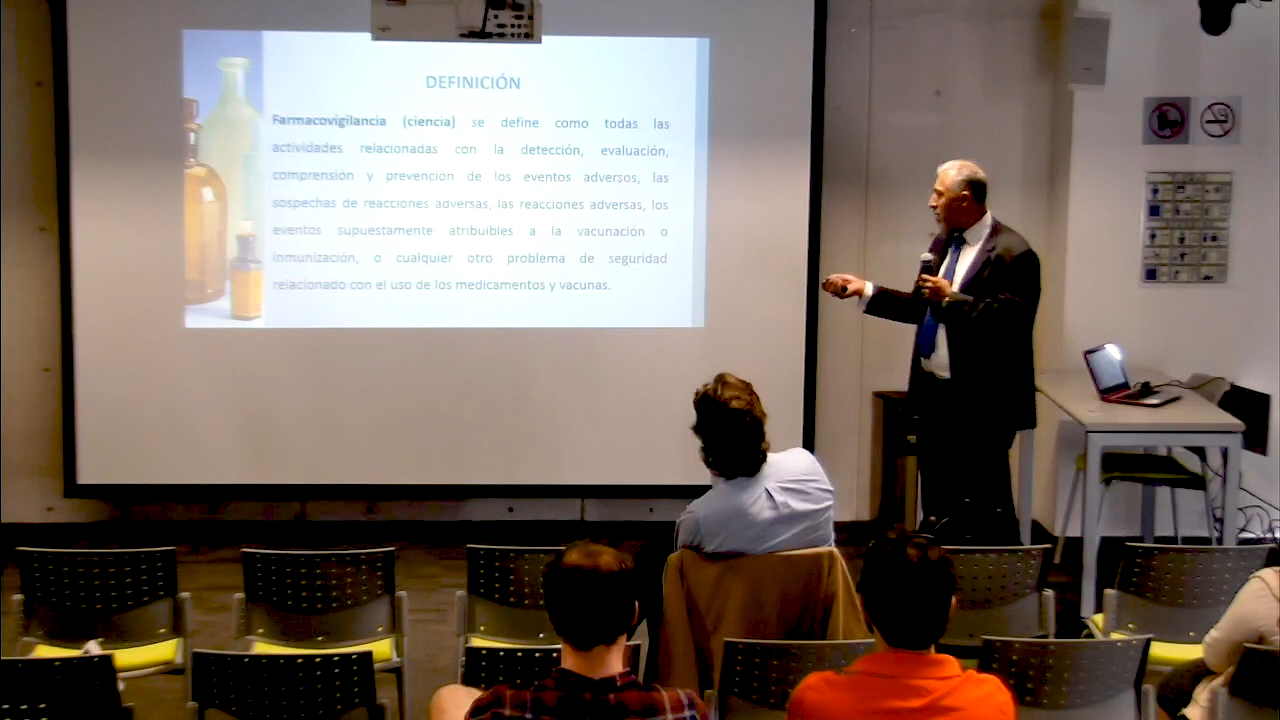 DEFINICIÓN
Farmacovigilancia (ciencia) se define como todas las
actividades relacionadas con la detección, evaluación,
comprensión y prevención de los eventos adversos, las
sospechas de reacciones adversas, las reacciones adversas, los
eventos supuestamente atribuibles a la vacunación o
inmunización, o cualquier otro problema de seguridad
relacionado con el uso de los medicamentos y vacunas.